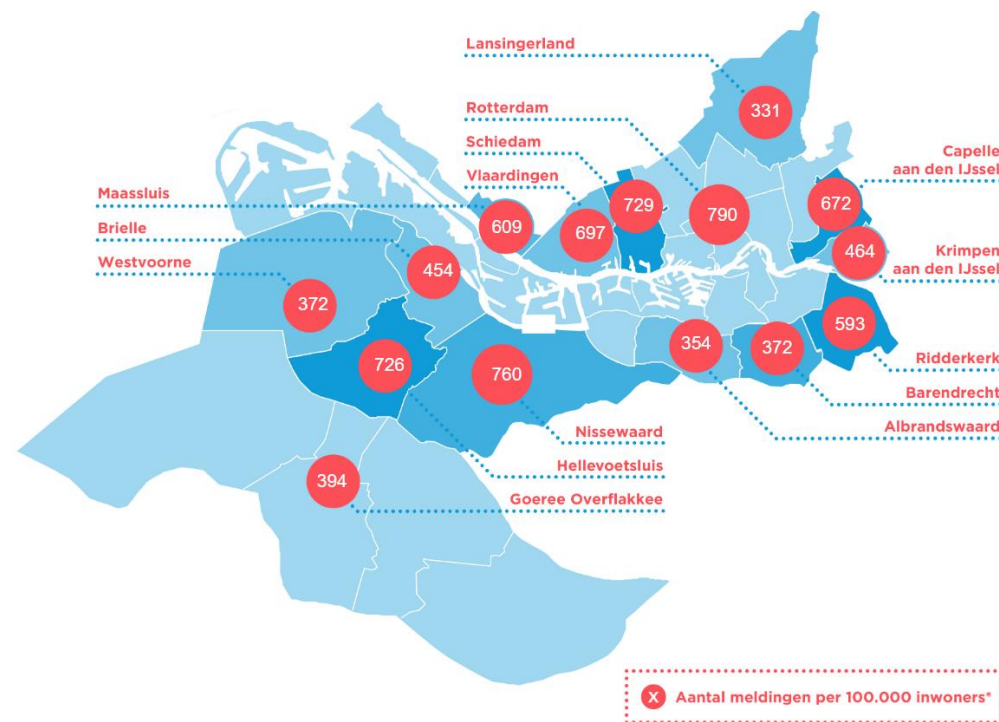 Lansingerland
331
Rotterdam
Schiedam
Vlaardingen
Capelle
aan den IJssel
Maassluis
609
697
729
790
672
Brielle
454
464
Krimpen
aan den IJssel
Westvoorne
372
593
354
372
Ridderkerk
726
760
Barendrecht
Albrandswaard
Nissewaard
Hellevoetsluis
394
Goeree Overflakkee
X Aantal meldingen per 100.000 inwoners*